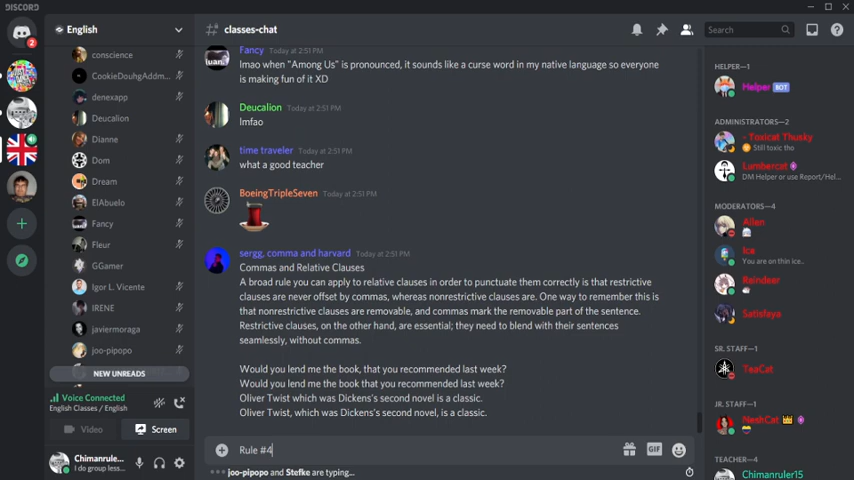 DISCORD
English
conscience
CookieDouhgAddm...
denexapp
Deucalion
Dianne
Dom
Dream
ElAbuelo
Fancy
Fleur
GGamer
Igor L. Vicente
IRENE
javiermoraga
joo-pipopo
NEW UNREADS
Voice Connected
English Classes / English
Video
Screen
Chimanruler...
I do group less...
2
classes-chat
Search
Fancy Today at 2:51 PM
lmao when "Among Us" is pronounced, it sounds like a curse word in my native language so everyone
is making fun of it XD
Deucalion Today at 2:51 PM
lmfao
time traveler Today at 2:51 PM
what a good teacher
BoeingTripleSeven Today at 2:51 PM
sergg, comma and harvard Today at 2:51 PM
Commas and Relative Clauses
A broad rule you can apply to relative clauses in order to punctuate them correctly is that restrictive
clauses are never offset by commas, whereas nonrestrictive clauses are. One way to remember this is
that nonrestrictive clauses are removable, and commas mark the removable part of the sentence.
Restrictive clauses, on the other hand, are essential; they need to blend with their sentences
seamlessly, without commas.
Would you lend me the book, that you recommended last week?
Would you lend me the book that you recommended last week?
Oliver Twist which was Dickens's second novel is a classic.
Oliver Twist, which was Dickens's second novel, is a classic.
Rule #4
GIF
joo-pipopo and Stefke are typing...
HELPER—1
Helper BOT
ADMINISTRATORS—2
- Toxicat Thusky
Still toxic tho
Lumbercat
DM Helper or use Report/Hel...
MODERATORS—4
Allen
Ice
You are on thin ice..
Reindeer
Satisfaya
SR. STAFF—1
TeaCat
JR. STAFF—1
NeshCat
TEACHER—4
Chimanruler15